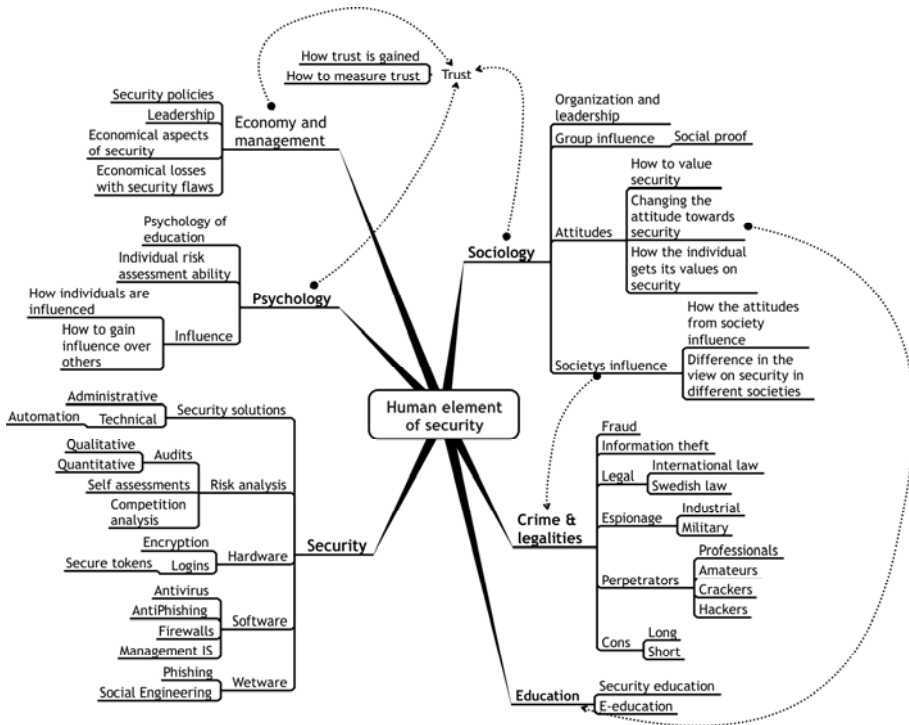 How trust is gained
How to measure trust
Trust
Security policies
Leadership
Economical aspects
of security
Economical losses
with security flaws
Economy and
management
Psychology of
education
Individual risk
assessment ability
How individuals are
influenced
How to gain
influence over
others
Influence
Psychology
Organization and
leadership
Group influence
Social proof
How to value
security
Changing the
attitude towards
security
How the individual
gets its values on
security
Attitudes
Sociology
How the attitudes
from society
influence
Societys influence
Difference in the
view on security in
different societies
Human element
of security
Administrative
Technical
Automation
Security solutions
Qualitative
Quantitative
Audits
Self assessments
Competition
analysis
Risk analysis
Encryption
Logins
Secure tokens
Hardware
Security
Antivirus
AntiPhishing
Firewalls
Management IS
Software
Phishing
Social Engineering
Wetware
Fraud
Information theft
Legal
International law
Swedish law
Espionage
Industrial
Military
Crime &
legalities
Perpetrators
Professionals
Amateurs
Crackers
Hackers
Cons
Long
Short
Education
Security education
E-education